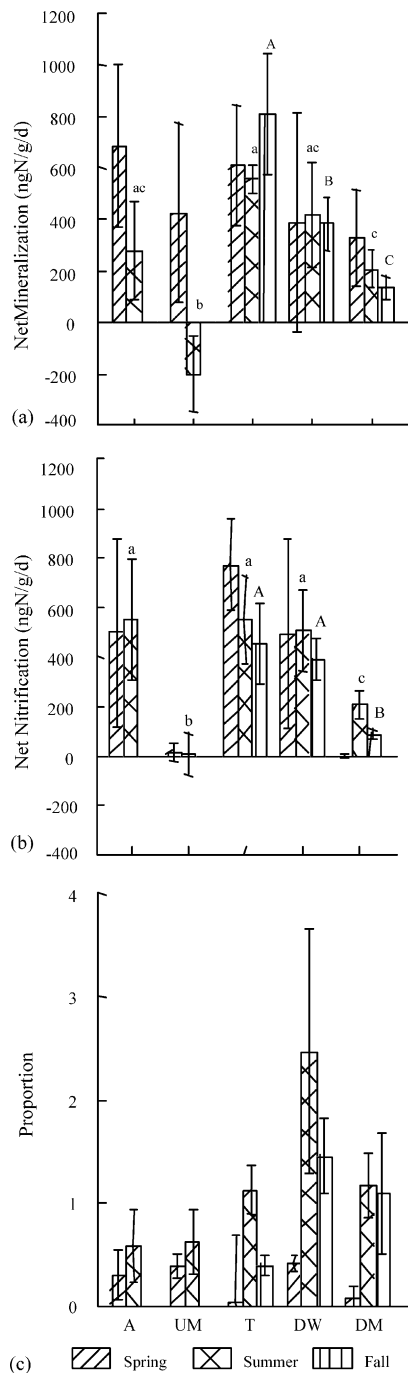 1200
1000
800
600
400
200
0
-200
-400
NetMineralization (ngN/g/d)
ac
b
a
A
ac
B
c
C
(a)
1200
1000
800
600
400
200
0
-200
-400
Net Nitrification (ngN/g/d)
a
b
a
A
a
A
c
B
(b)
4
3
2
1
0
Proportion
A UM T DW DM
(c) Spring Summer Fall